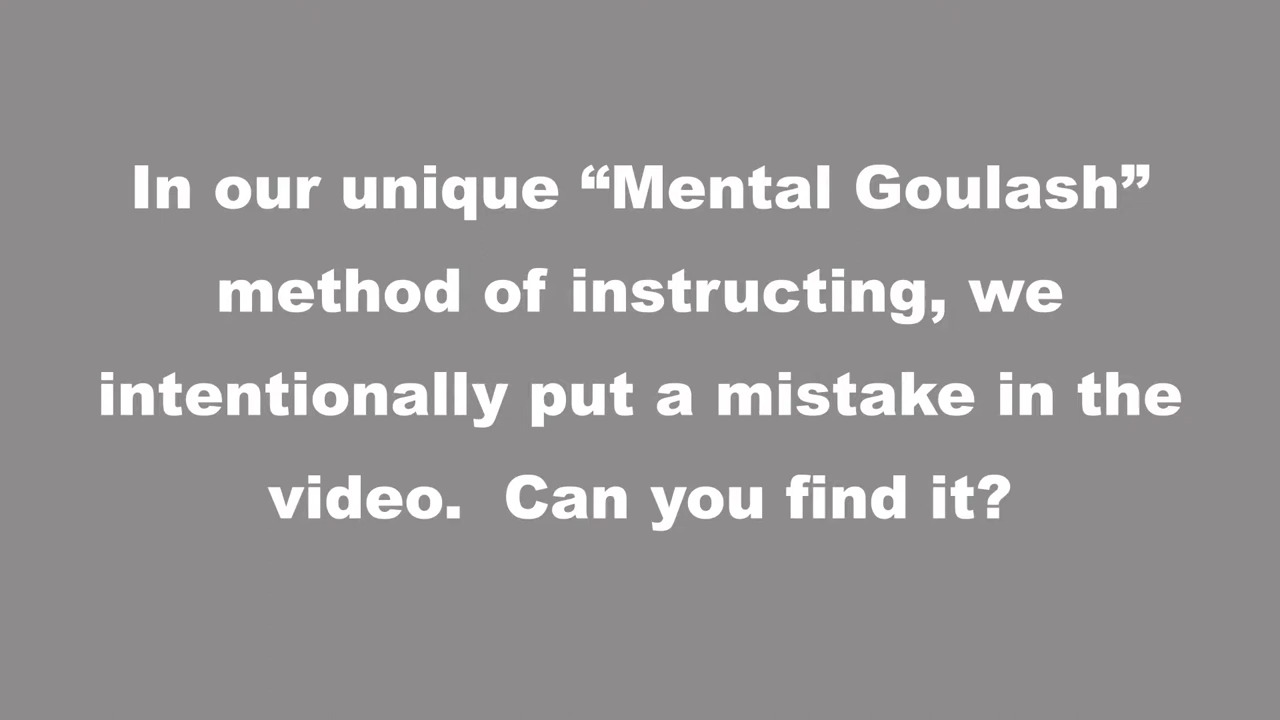 In our unique “Mental Goulash”
method of instructing, we
intentionally put a mistake in the
video.  Can you find it?